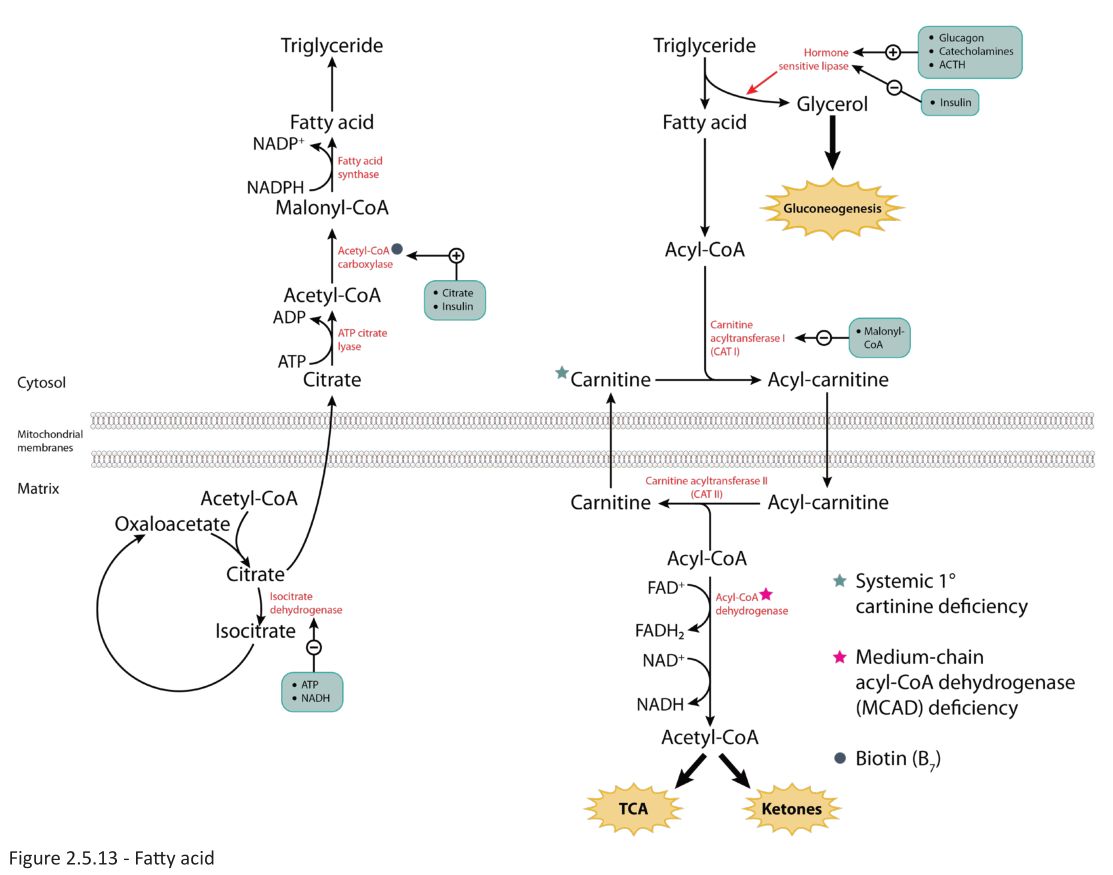 Triglyceride
Fatty acid
NADP+
Fatty acid
synthase
NADPH
Malonyl-CoA
Acetyl-CoA
carboxylase
+
• Citrate
• Insulin
Acetyl-CoA
ADP
ATP citrate
lyase
ATP
Citrate
Cytosol
Mitochondrial
membranes
Matrix
Acetyl-CoA
Oxaloacetate
Citrate
Isocitrate
dehydrogenase
Isocitrate
−
• ATP
• NADH
Triglyceride
Hormone
sensitive lipase
+
• Glucagon
• Catecholamines
• ACTH
−
• Insulin
Glycerol
Fatty acid
Gluconeogenesis
Acyl-CoA
Carnitine
acyltransferase I
(CAT I)
−
• Malonyl-
CoA
Carnitine
Acyl-carnitine
Carnitine acyltransferase II
(CAT II)
Carnitine
Acyl-carnitine
Acyl-CoA
FAD+
Acyl-CoA
dehydrogenase
FADH2
NAD+
NADH
Acetyl-CoA
TCA
Ketones
Systemic 1°
cartinine deficiency
Medium-chain
acyl-CoA dehydrogenase
(MCAD) deficiency
Biotin (B7)
Figure 2.5.13 - Fatty acid